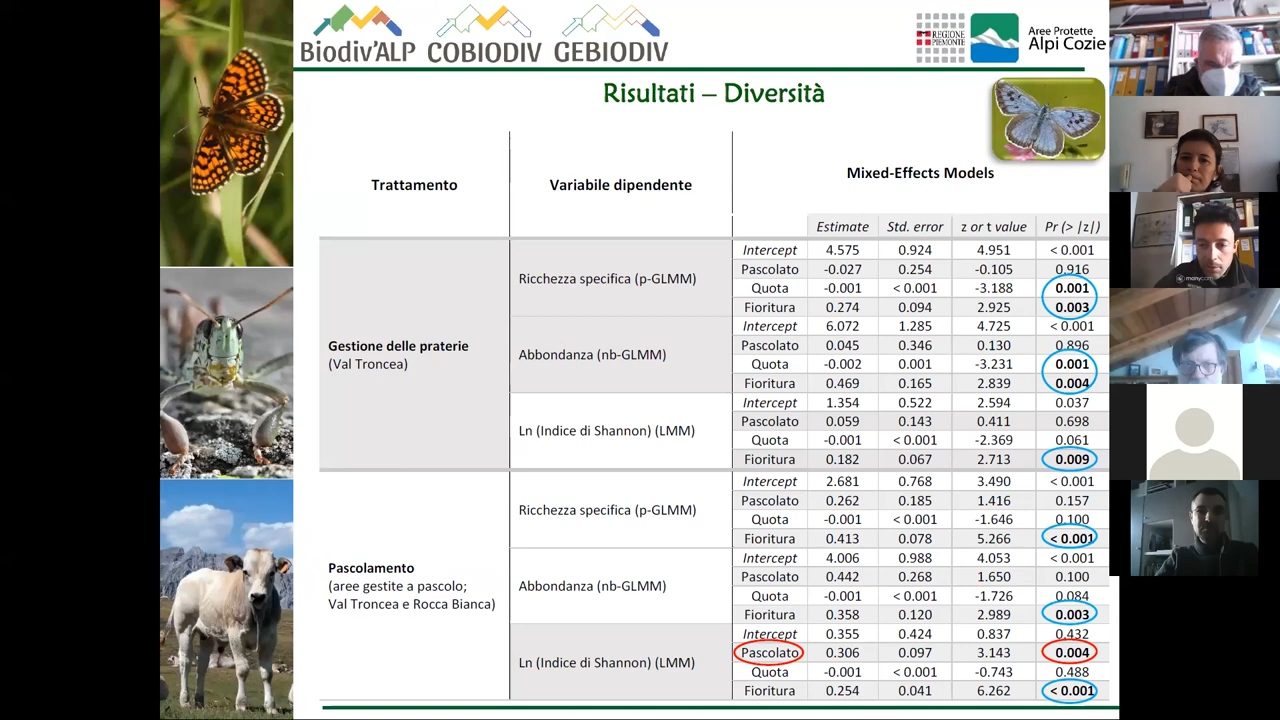 Biodiv'ALP COBIODIV GEBIODIV
REGIONE PIEMONTE
Aree Protette
Alpi Cozie
Risultati – Diversità
Trattamento Variabile dipendente Mixed-Effects Models
Estimate Std. error z or t value Pr (> |z|)
Gestione delle praterie
(Val Troncea)
Ricchezza specifica (p-GLMM)
Intercept 4.575 0.924 4.951 < 0.001
Pascolato -0.027 0.254 -0.105 0.916
Quota -0.001 < 0.001 -3.188 0.001
Fioritura 0.274 0.094 2.925 0.003
Abbondanza (nb-GLMM)
Intercept 6.072 1.285 4.725 < 0.001
Pascolato 0.045 0.346 0.130 0.896
Quota -0.002 0.001 -3.231 0.001
Fioritura 0.469 0.165 2.839 0.004
Ln (Indice di Shannon) (LMM)
Intercept 1.354 0.522 2.594 0.037
Pascolato 0.059 0.143 0.411 0.698
Quota -0.001 < 0.001 -2.369 0.061
Fioritura 0.182 0.067 2.713 0.009
Pascolamento
(aree gestite a pascolo;
Val Troncea e Rocca Bianca)
Ricchezza specifica (p-GLMM)
Intercept 2.681 0.768 3.490 < 0.001
Pascolato 0.262 0.185 1.416 0.157
Quota -0.001 < 0.001 -1.646 0.100
Fioritura 0.413 0.078 5.266 < 0.001
Abbondanza (nb-GLMM)
Intercept 4.006 0.988 4.053 < 0.001
Pascolato 0.442 0.268 1.650 0.100
Quota -0.001 < 0.001 -1.726 0.084
Fioritura 0.358 0.120 2.989 0.003
Ln (Indice di Shannon) (LMM)
Intercept 0.355 0.424 0.837 0.432
Pascolato 0.306 0.097 3.143 0.004
Quota -0.001 < 0.001 -0.743 0.488
Fioritura 0.254 0.041 6.262 < 0.001
manycam